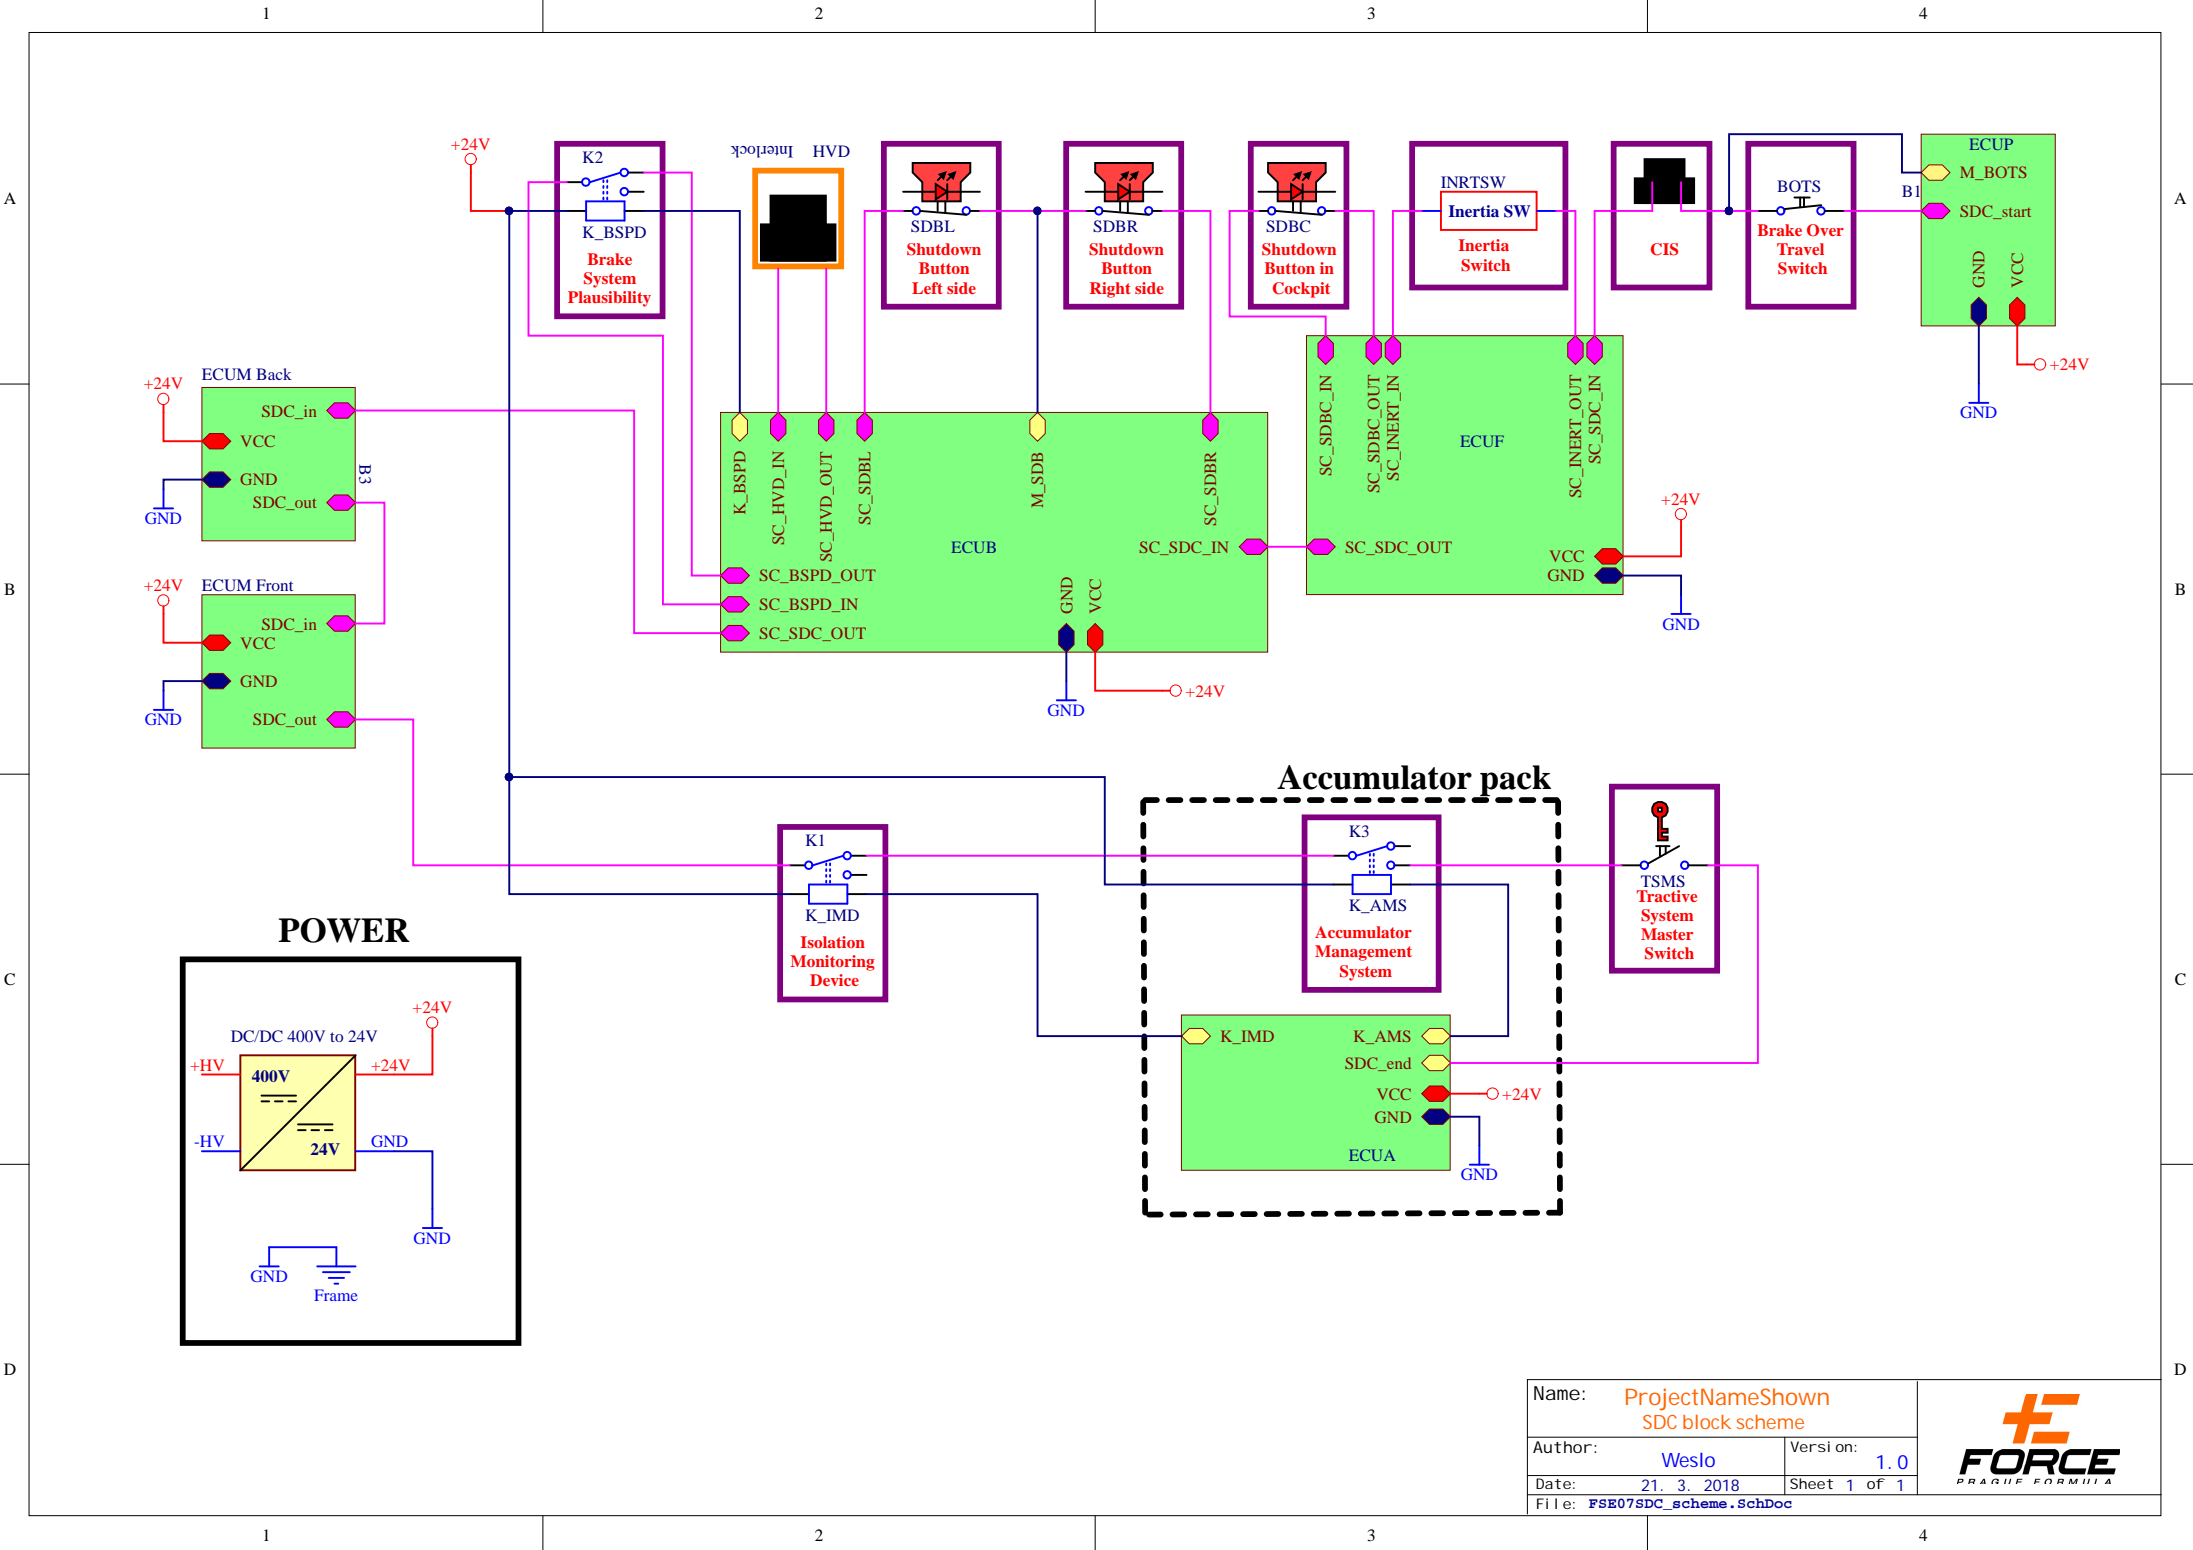 1 2 3 4
A A
B B
C C
D D
1 2 3 4
+24V
K2
K_BSPD
Brake
System
Plausibility
Interlock HVD
SDBL
Shutdown
Button
Left side
SDBR
Shutdown
Button
Right side
SDBC
Shutdown
Button in
Cockpit
INRTSW
Inertia SW
Inertia
Switch
CIS
BOTS
Brake Over
Travel
Switch
ECUP
M_BOTS
B1
SDC_start
GND
VCC
+24V
GND
ECUM Back
+24V
SDC_in
VCC
GND
SDC_out
B3
GND
ECUM Front
+24V
SDC_in
VCC
GND
SDC_out
GND
K_BSPD
SC_HVD_IN
SC_HVD_OUT
SC_SDBL
M_SDB
SC_SDBR
ECUB
SC_SDC_IN
SC_BSPD_OUT
SC_BSPD_IN
SC_SDC_OUT
GND
VCC
+24V
GND
SC_SDBC_IN
SC_SDBC_OUT
SC_INERT_IN
SC_INERT_OUT
SC_SDC_IN
ECUF
SC_SDC_OUT
VCC
GND
+24V
GND
K1
K_IMD
Isolation
Monitoring
Device
Accumulator pack
K3
K_AMS
Accumulator
Management
System
TSMS
Tractive
System
Master
Switch
K_IMD
K_AMS
SDC_end
VCC
GND
+24V
ECUA
GND
POWER
+24V
DC/DC 400V to 24V
+HV
400V
+24V
-HV
24V
GND
GND
GND
Frame
Name: ProjectNameShown
SDC block scheme
Author: Weslo
Version: 1.0
Date: 21. 3. 2018
Sheet 1 of 1
File: FSE07SDC_scheme.SchDoc
FORCE
PRAGUE FORMULA